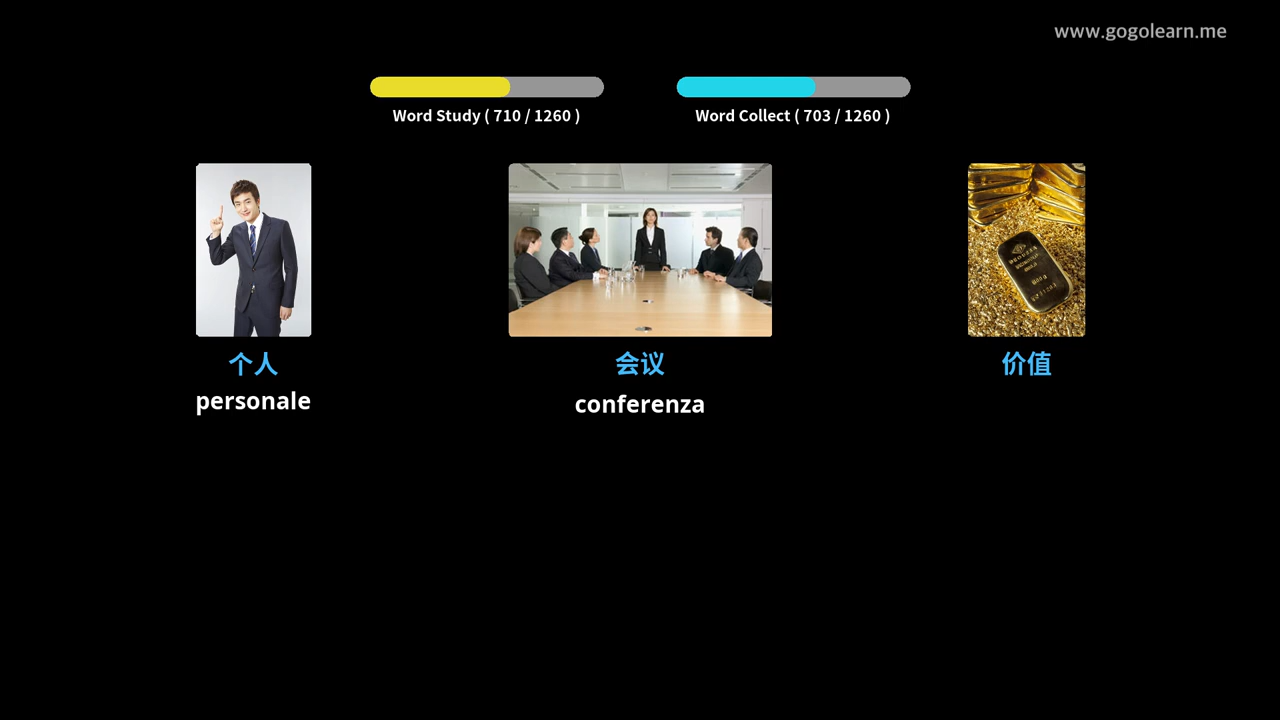 www.gogolearn.me
Word Study ( 710 / 1260 )
Word Collect ( 703 / 1260 )
个人
会议
价值
personale
conferenza